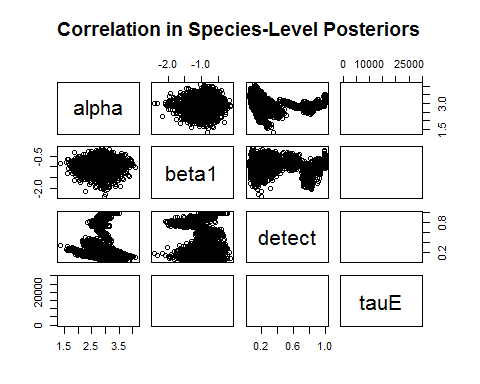 Correlation in Species-Level Posteriors
-2.0 -1.0 0 10000 25000
alpha
1.5 3.0
-2.0 -0.5
beta1
detect
0.2 0.8
0 20000
tauE
1.5 2.5 3.5 0.2 0.6 1.0